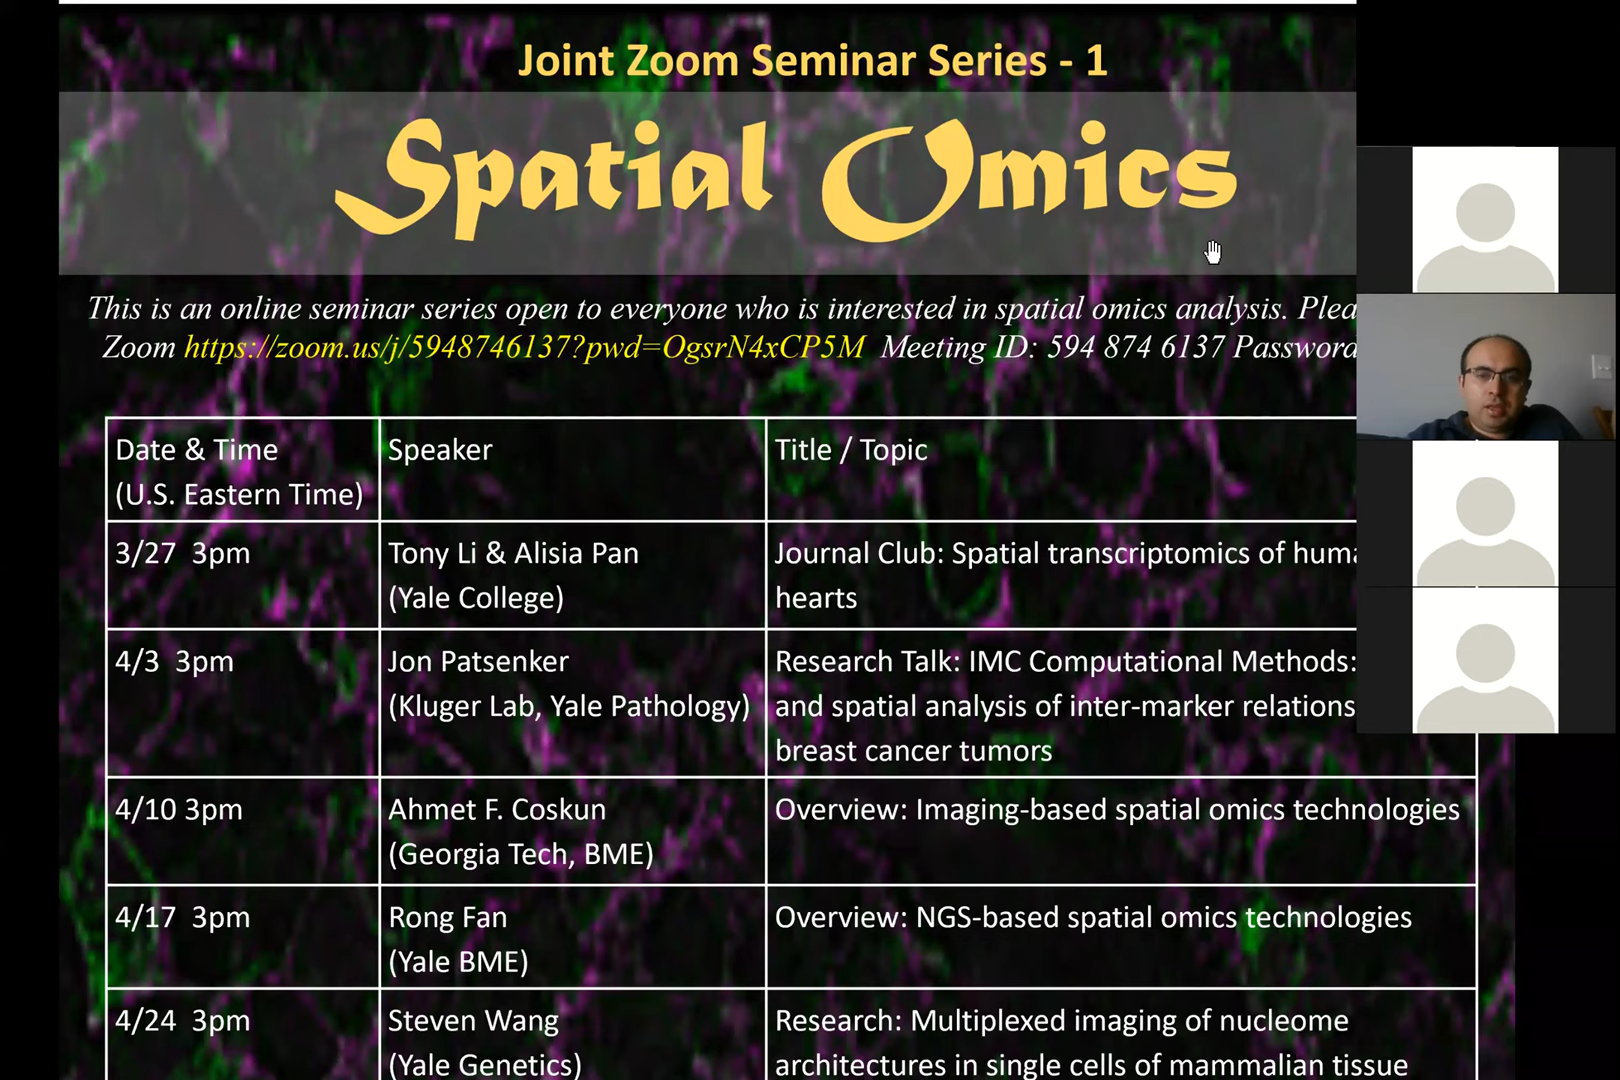 Joint Zoom Seminar Series - 1
Spatial Omics
This is an online seminar series open to everyone who is interested in spatial omics analysis.
Zoom https://zoom.us/j/5948746137?pwd=OgsrN4xCP5M Meeting ID: 594 874 6137 Password
Date & Time
(U.S. Eastern Time)
Speaker
Title / Topic
3/27 3pm
Tony Li & Alisia Pan
(Yale College)
Journal Club: Spatial transcriptomics of
hearts
4/3 3pm
Jon Patsenker
(Kluger Lab, Yale Pathology)
Research Talk: IMC Computational Methods:
and spatial analysis of inter-marker relations
breast cancer tumors
4/10 3pm
Ahmet F. Coskun
(Georgia Tech, BME)
Overview: Imaging-based spatial omics technologies
4/17 3pm
Rong Fan
(Yale BME)
Overview: NGS-based spatial omics technologies
4/24 3pm
Steven Wang
(Yale Genetics)
Research: Multiplexed imaging of nucleome
architectures in single cells of mammalian tissue